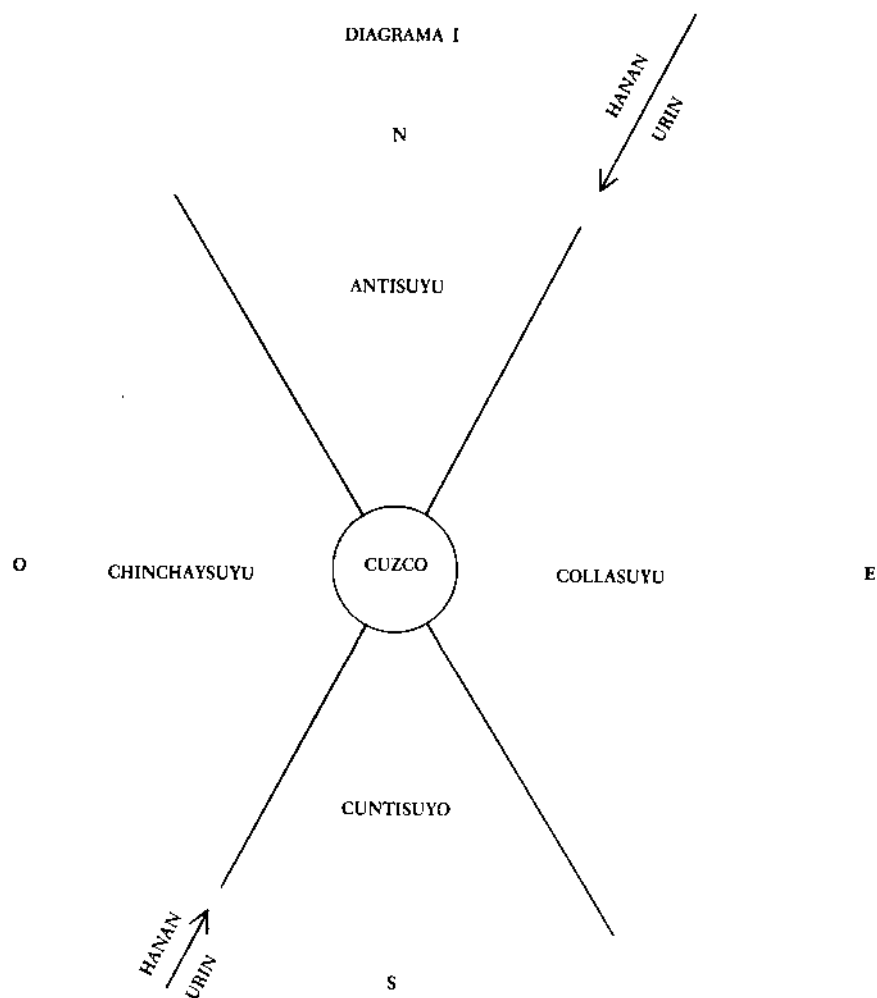 DIAGRAMA I
HANAN
URIN
N
ANTISUYU
O
CHINCHAYSUYU
CUZCO
COLLASUYU
E
CUNTISUYO
HANAN
URIN
S